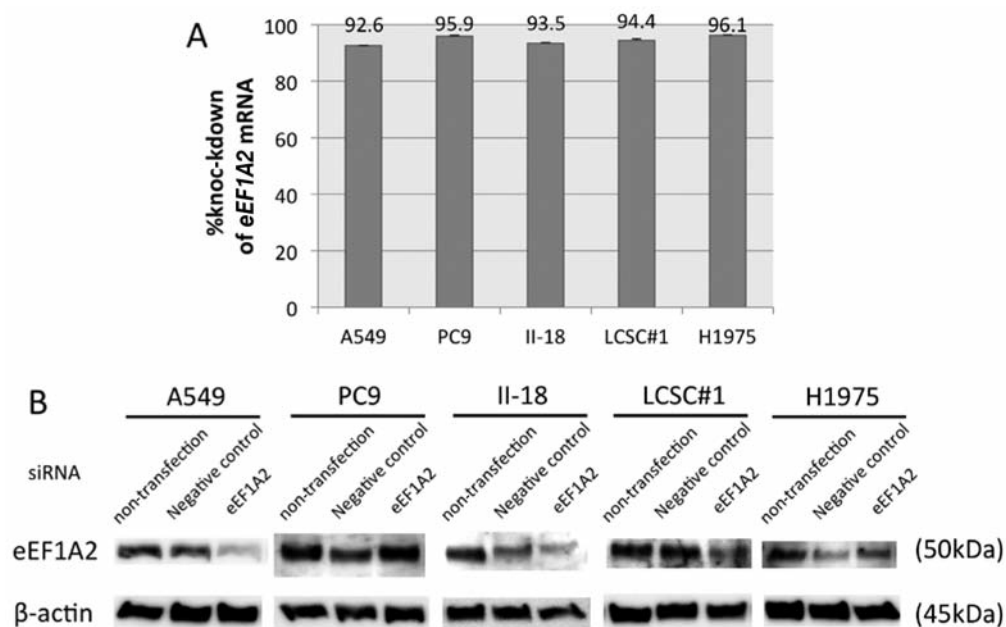 A
%knoc-kdown
of eEF1A2 mRNA
100
80
60
40
20
0
92.6 95.9 93.5 94.4 96.1
A549 PC9 II-18 LCSC#1 H1975
B
A549 PC9 II-18 LCSC#1 H1975
siRNA
non-transfection Negative control eEF1A2 non-transfection Negative control eEF1A2 non-transfection Negative control eEF1A2 non-transfection Negative control eEF1A2 non-transfection Negative control eEF1A2
eEF1A2 (50kDa)
β-actin (45kDa)